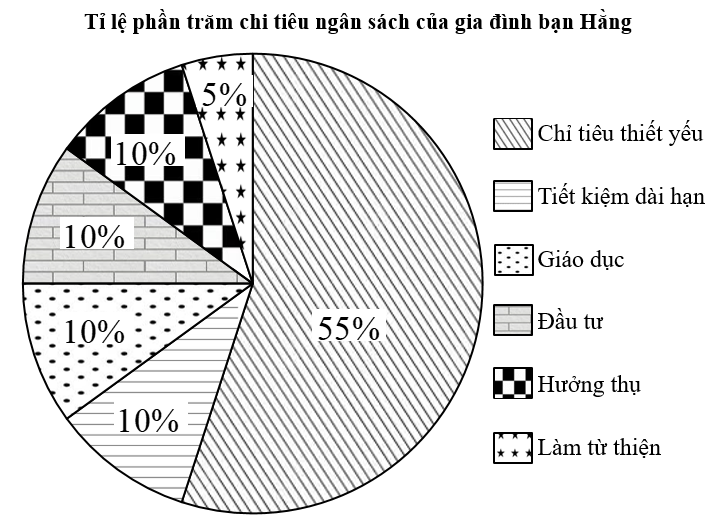 Tỉ lệ phần trăm chi tiêu ngân sách của gia đình bạn Hằng
5%
10%
10%
10%
10%
55%
Chỉ tiêu thiết yếu
Tiết kiệm dài hạn
Giáo dục
Đầu tư
Hưởng thụ
Làm từ thiện